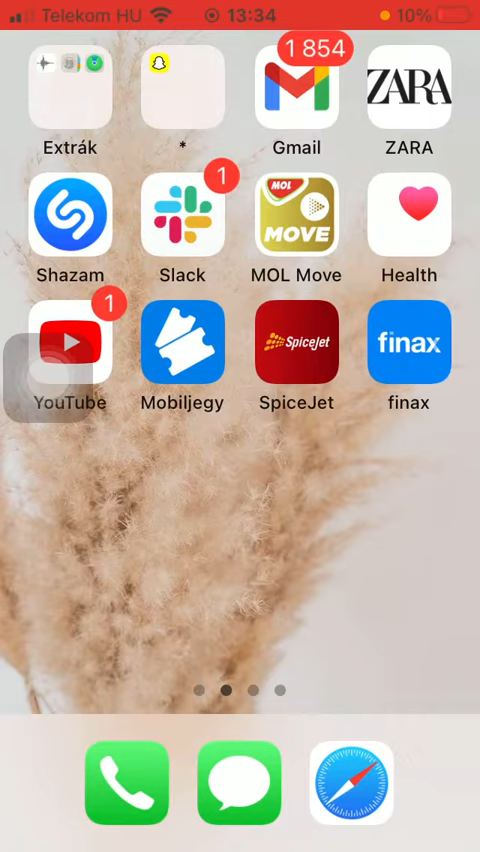 Telekom HU 13:34 10%
1 854
ZARA
Extrák * Gmail ZARA
1
MOL
MOVE
Shazam Slack MOL Move Health
1
SpiceJet finax
YouTube Mobiljegy SpiceJet finax